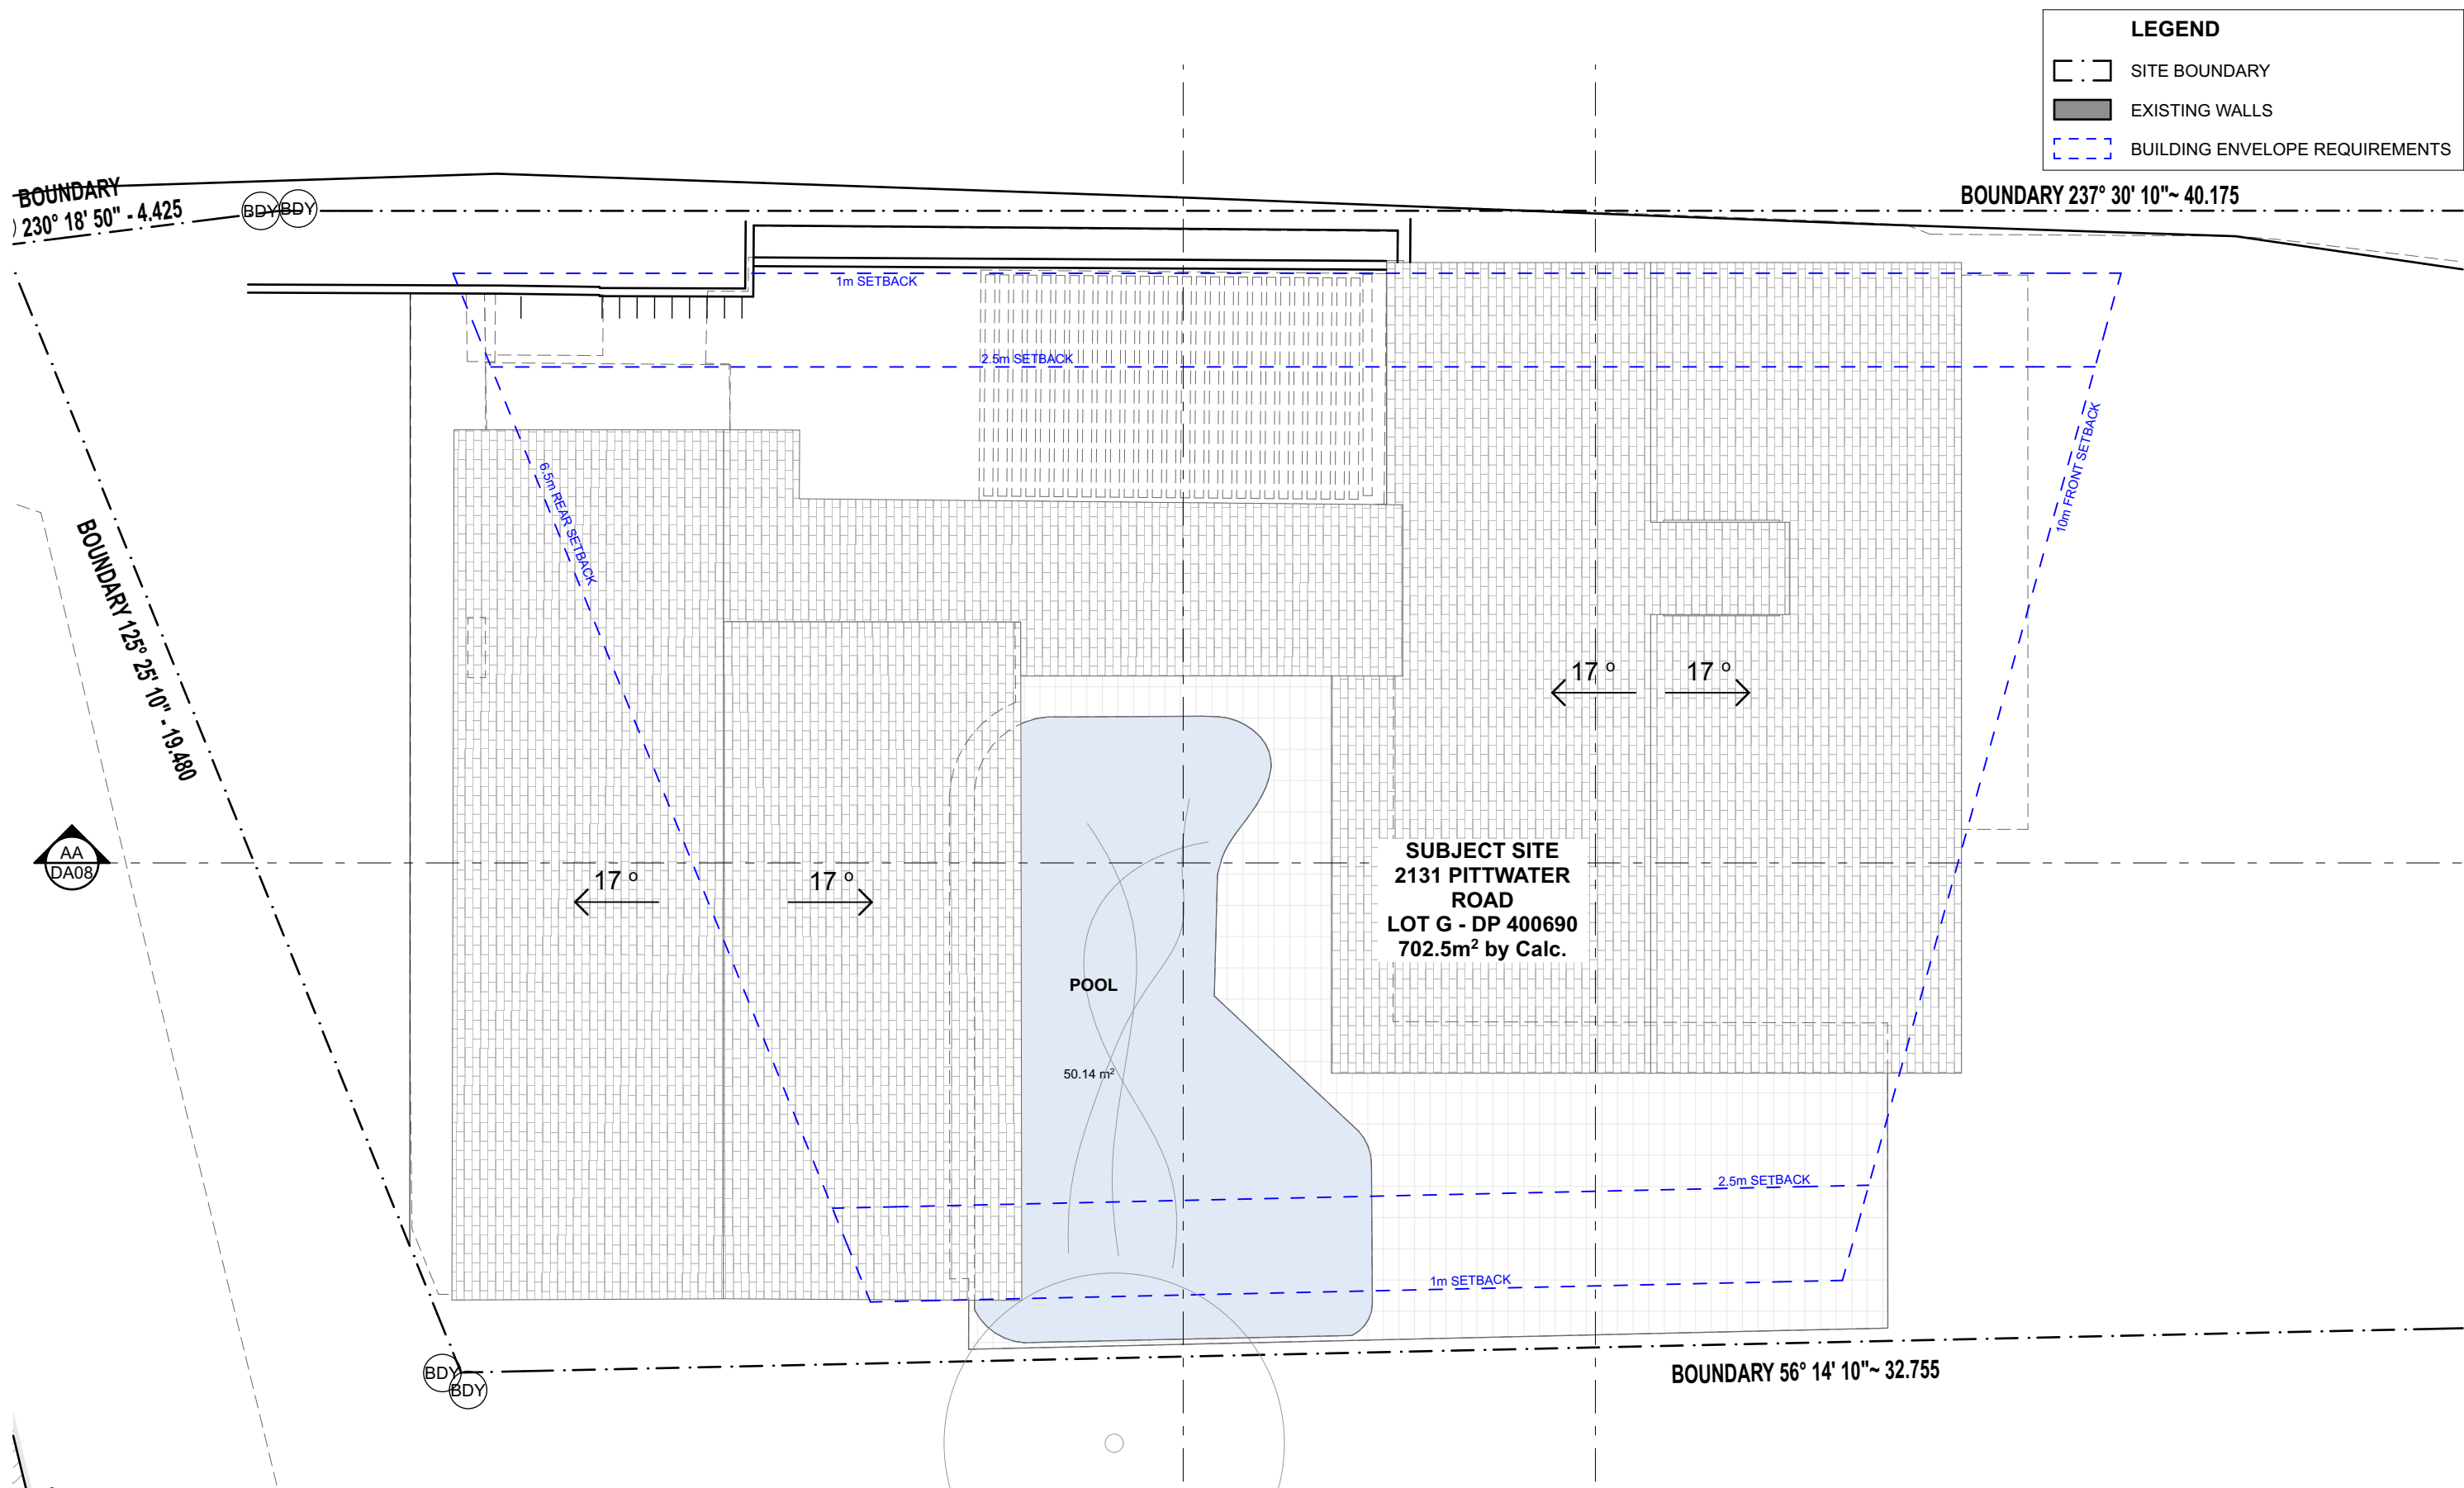 LEGEND
SITE BOUNDARY
EXISTING WALLS
BUILDING ENVELOPE REQUIREMENTS
BOUNDARY
230° 18' 50" - 4.425
BDY
BDY
BOUNDARY 237° 30' 10"~ 40.175
1m SETBACK
2.5m SETBACK
6.5m REAR SETBACK
10m FRONT SETBACK
BOUNDARY 125° 25' 10" - 19.480
17 º
17 º
AA
DA08
17 º
17 º
SUBJECT SITE
2131 PITTWATER
ROAD
LOT G - DP 400690
702.5m² by Calc.
POOL
50.14 m²
2.5m SETBACK
1m SETBACK
BDY
BDY
BOUNDARY 56° 14' 10"~ 32.755